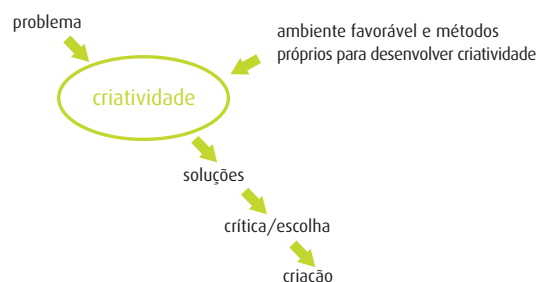 problema
ambiente favorável e métodos
próprios para desenvolver criatividade
criatividade
soluções
crítica/escolha
criação